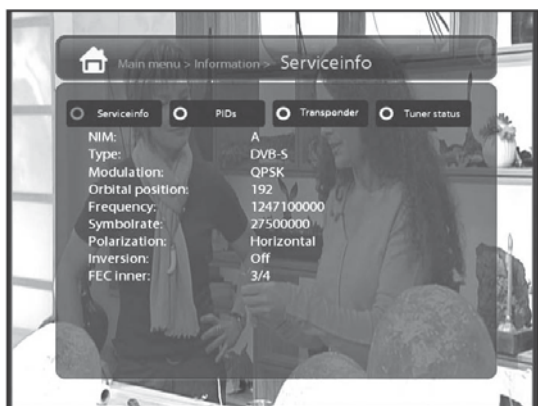 Main menu > Information > Serviceinfo
Serviceinfo PIDs Transponder Tuner status
NIM: A
Type: DVB-S
Modulation: QPSK
Orbital position: 192
Frequency: 1247100000
Symbolrate: 27500000
Polarization: Horizontal
Inversion: Off
FEC inner: 3/4